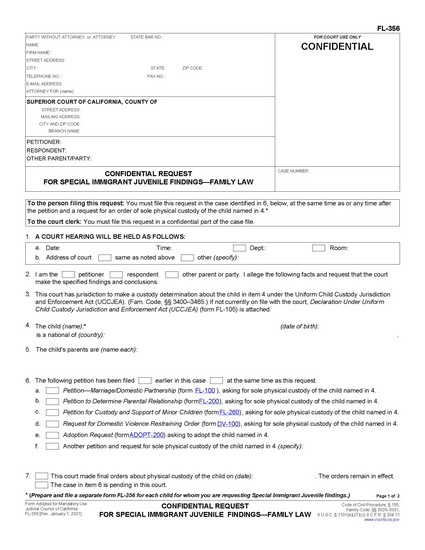 FL-356
PARTY WITHOUT ATTORNEY or ATTORNEY STATE BAR NO.:
NAME:
FIRM NAME:
STREET ADDRESS:
CITY: STATE: ZIP CODE:
TELEPHONE NO.: FAX NO.:
E-MAIL ADDRESS:
ATTORNEY FOR (name):
FOR COURT USE ONLY
CONFIDENTIAL
SUPERIOR COURT OF CALIFORNIA, COUNTY OF
STREET ADDRESS:
MAILING ADDRESS:
CITY AND ZIP CODE:
BRANCH NAME:
PETITIONER:
RESPONDENT:
OTHER PARENT/PARTY:
CONFIDENTIAL REQUEST
FOR SPECIAL IMMIGRANT JUVENILE FINDINGS—FAMILY LAW
CASE NUMBER:
To the person filing this request: You must file this request in the case identified in 6, below, at the same time as or any time after
the petition and a request for an order of sole physical custody of the child named in 4.*
To the court clerk: You must file this request in a confidential part of the case file.
1. A COURT HEARING WILL BE HELD AS FOLLOWS:
a. Date: Time: Dept.: Room:
b. Address of court same as noted above other (specify):
2. I am the petitioner respondent other parent or party. I allege the following facts and request that the court
make the specified findings and conclusions.
3. This court has jurisdiction to make a custody determination about the child in item 4 under the Uniform Child Custody Jurisdiction
and Enforcement Act (UCCJEA). (Fam. Code, §§ 3400–3465.) If not currently on file with the court, Declaration Under Uniform
Child Custody Jurisdiction and Enforcement Act (UCCJEA) (form FL-105) is attached.
4. The child (name):* (date of birth):
is a national of (country): .
5. The child's parents are (name each):
6. The following petition has been filed earlier in this case at the same time as this request.
a. Petition—Marriage/Domestic Partnership (form FL-100 ), asking for sole physical custody of the child named in 4.
b. Petition to Determine Parental Relationship (form FL-200), asking for sole physical custody of the child named in 4.
c. Petition for Custody and Support of Minor Children (form FL-260), asking for sole physical custody of the child named in 4.
d. Request for Domestic Violence Restraining Order (form DV-100), asking for sole physical custody of the child named in 4.
e. Adoption Request (form ADOPT-200) asking to adopt the child named in 4.
f. Another petition and request for sole physical custody of the child named in 4 (specify):
7. This court made final orders about physical custody of the child on (date): . The orders remain in effect.
The case in item 6 is pending in this court.
* (Prepare and file a separate form FL-356 for each child for whom you are requesting Special Immigrant Juvenile findings.) Page 1 of 2
Form Adopted for Mandatory Use
Judicial Council of California
FL-356 [Rev. January 1, 2021]
CONFIDENTIAL REQUEST
FOR SPECIAL IMMIGRANT JUVENILE FINDINGS—FAMILY LAW
Code of Civil Procedure, § 155;
www.courts.ca.gov